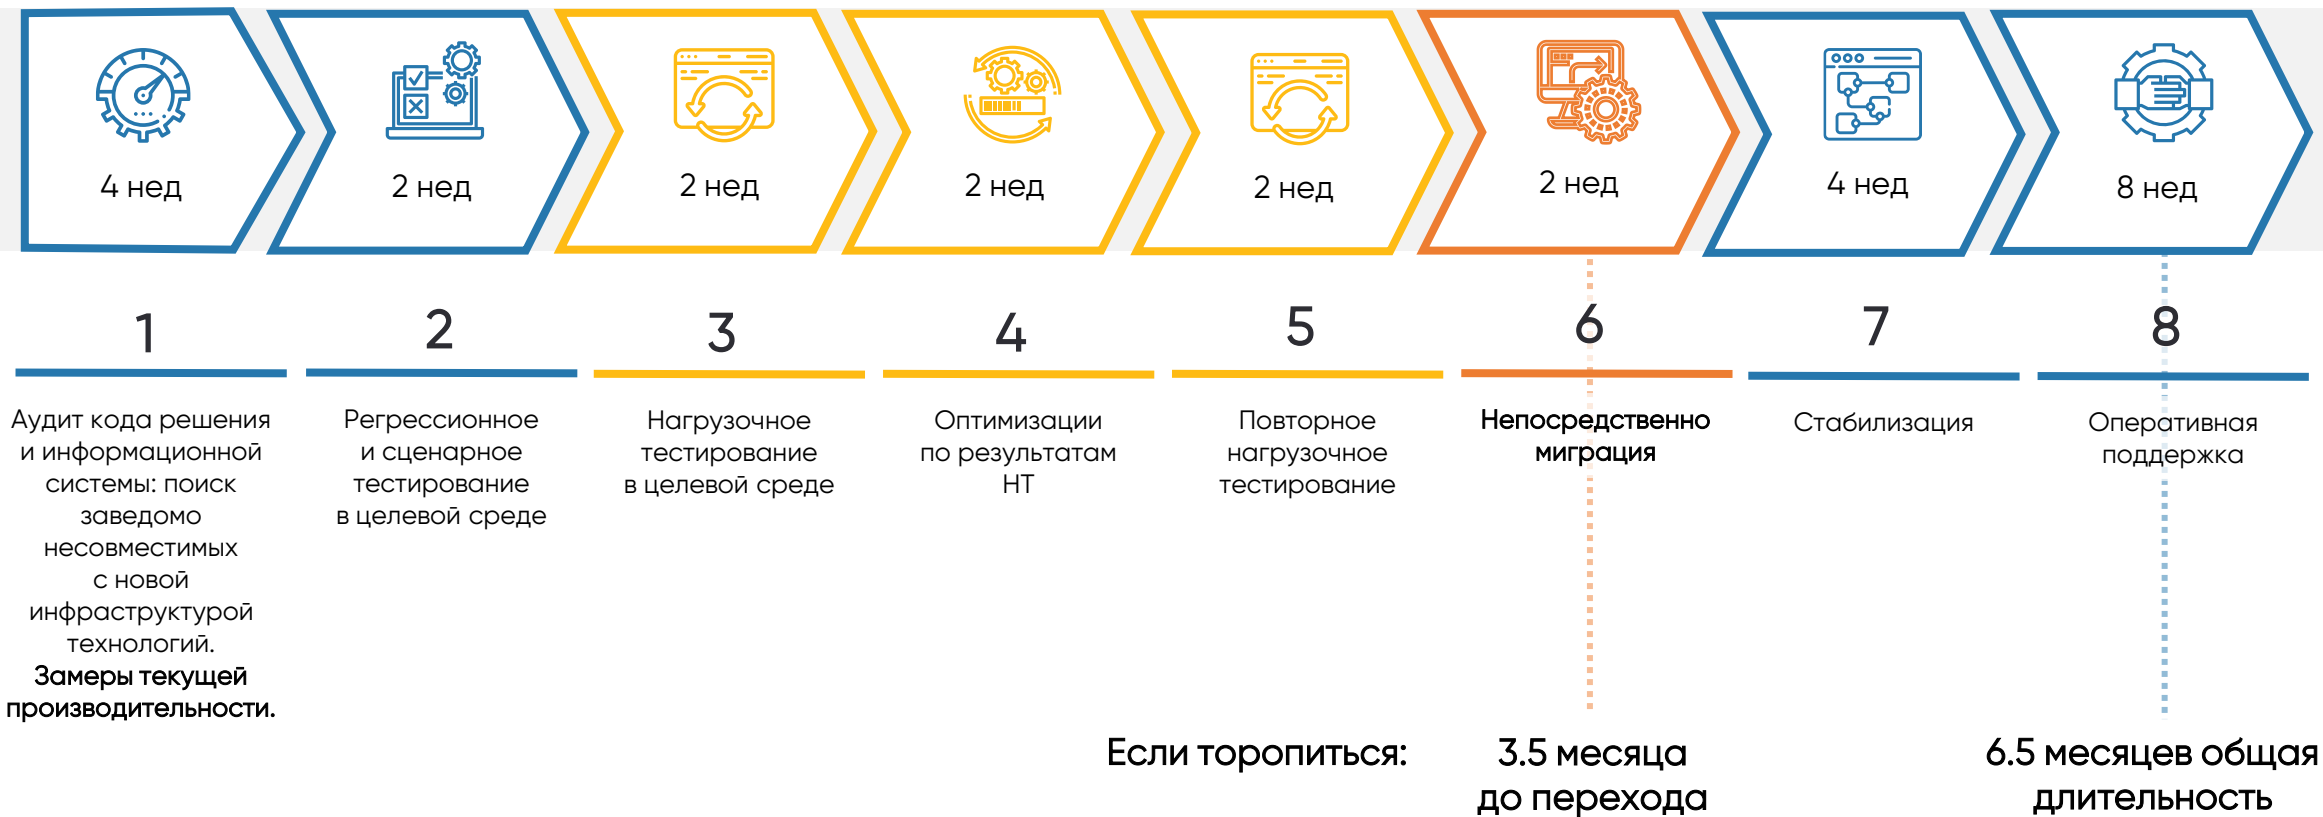 4 нед
2 нед
2 нед
2 нед
2 нед
2 нед
4 нед
8 нед
1
Аудит кода решения
и информационной
системы: поиск
заведомо
несовместимых
с новой
инфраструктурой
технологий.
Замеры текущей
производительности.
2
Регрессионное
и сценарное
тестирование
в целевой среде
3
Нагрузочное
тестирование
в целевой среде
4
Оптимизации
по результатам
НТ
5
Повторное
нагрузочное
тестирование
6
Непосредственно
миграция
7
Стабилизация
8
Оперативная
поддержка
Если торопиться:
3.5 месяца
до перехода
6.5 месяцев общая
длительность